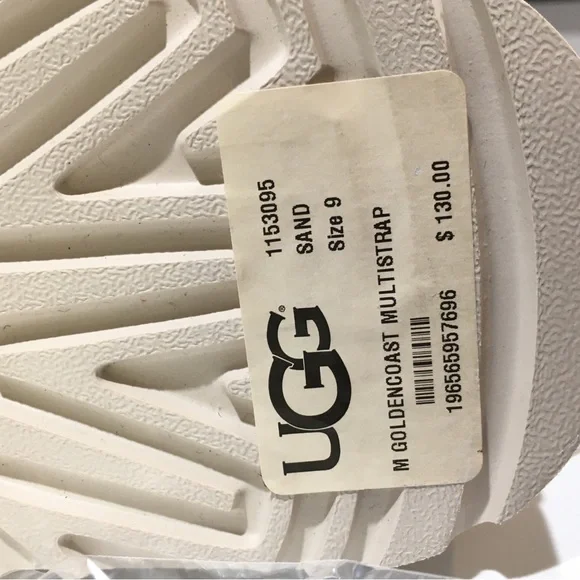 UGG®
1153095
SAND
Size 9
M GOLDENCOAST MULTISTRAP
196565957696
$ 130.00